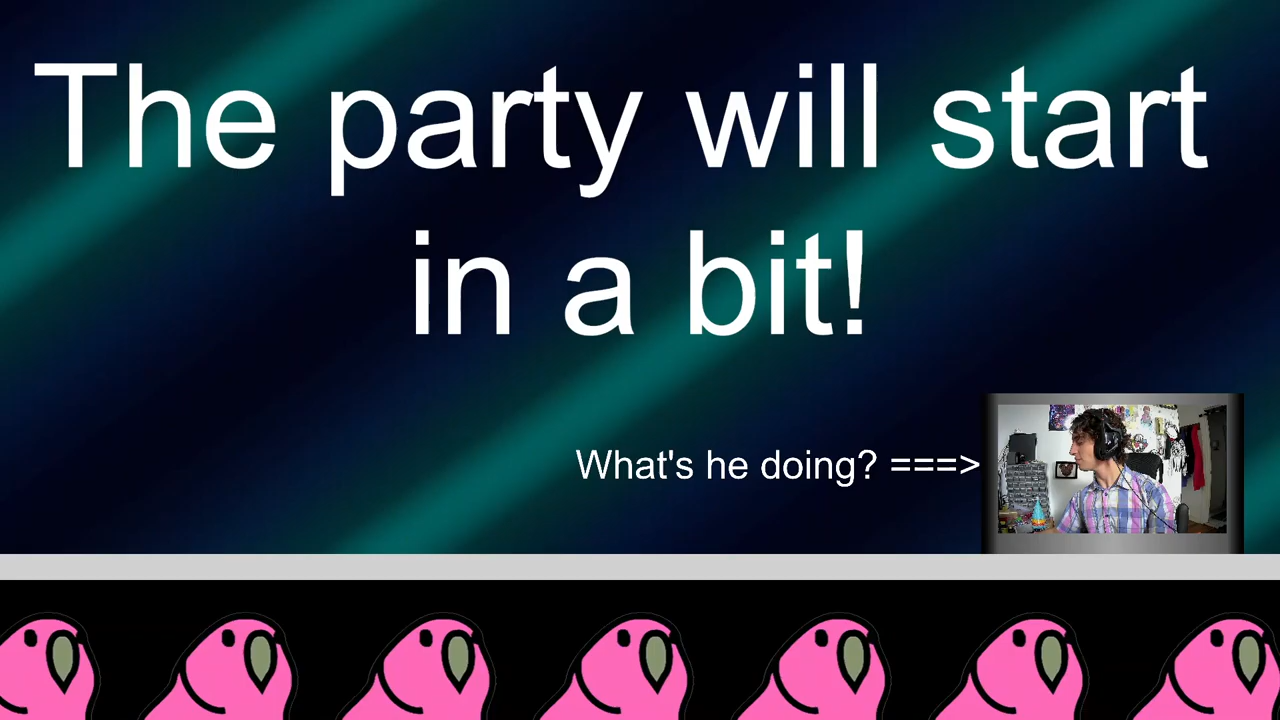 The party will start
in a bit!
What's he doing? ===>